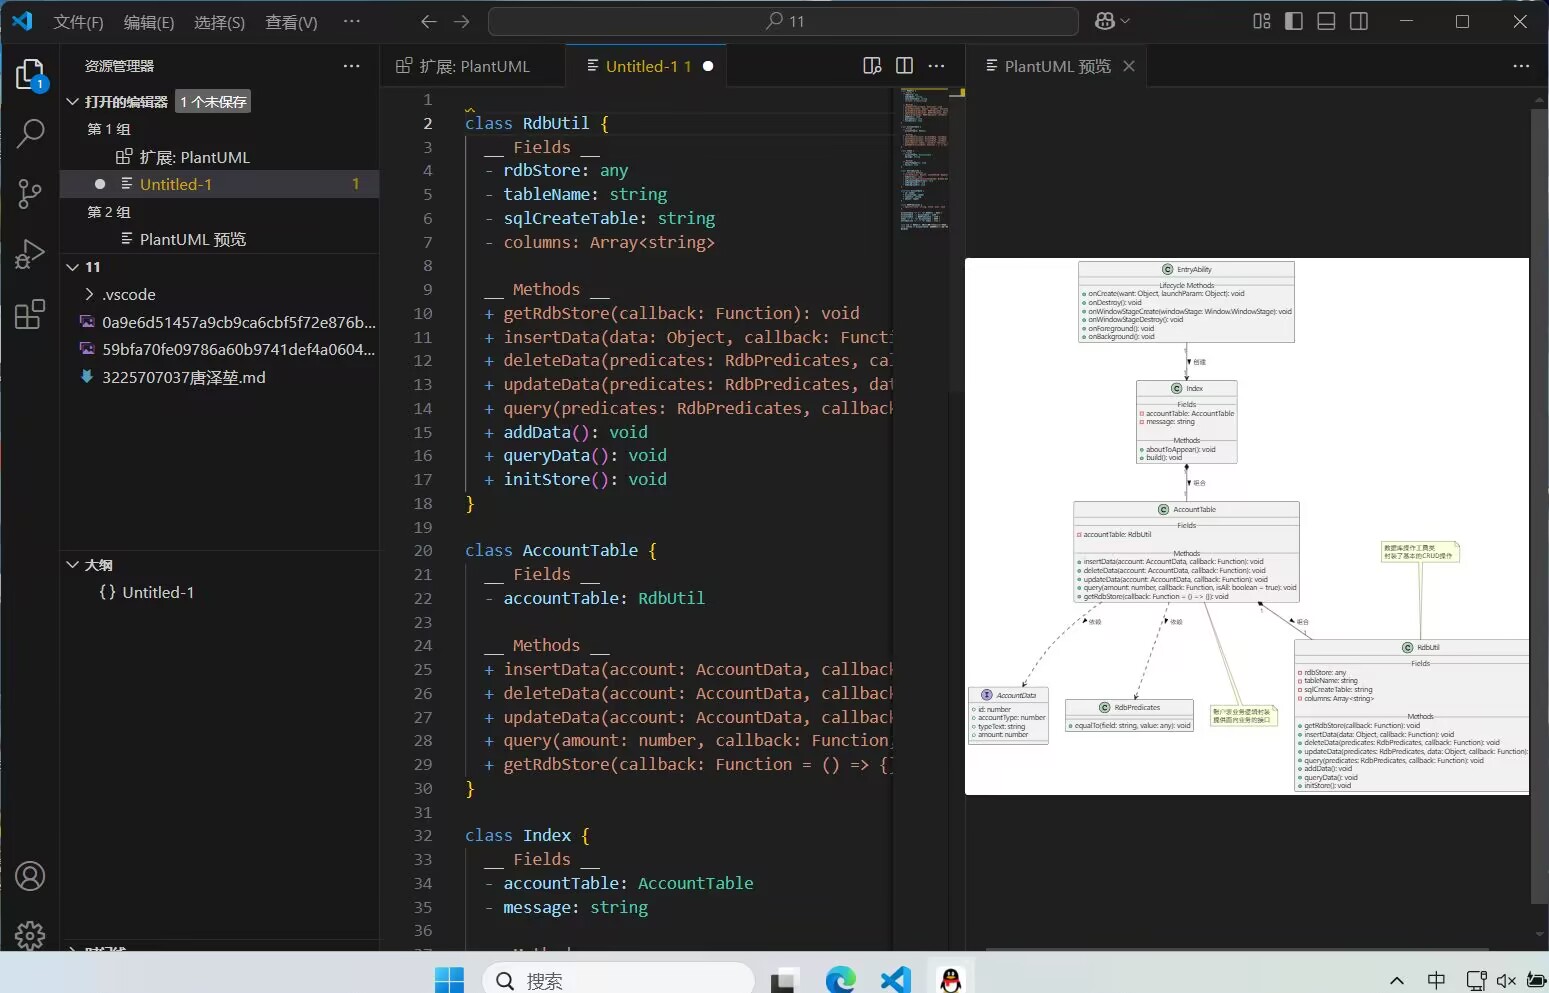 文件(F) 编辑(E) 选择(S) 查看(V) ··· 11
资源管理器
打开的编辑器 1 个未保存
第 1 组
扩展: PlantUML
Untitled-1 1
第 2 组
PlantUML 预览
11
.vscode
0a9e6d51457a9cb9ca6cbf5f72e876b...
59bfa70fe09786a60b9741def4a0604...
3225707037唐泽堃.md
大纲
{} Untitled-1
扩展: PlantUML
Untitled-1 1
1
2 class RdbUtil {
3 __ Fields __
4 - rdbStore: any
5 - tableName: string
6 - sqlCreateTable: string
7 - columns: Array<string>
8
9 __ Methods __
10 + getRdbStore(callback: Function): void
11 + insertData(data: Object, callback: Functi
12 + deleteData(predicates: RdbPredicates, cal
13 + updateData(predicates: RdbPredicates, dat
14 + query(predicates: RdbPredicates, callback
15 + addData(): void
16 + queryData(): void
17 + initStore(): void
18 }
19
20 class AccountTable {
21 __ Fields __
22 - accountTable: RdbUtil
23
24 __ Methods __
25 + insertData(account: AccountData, callback
26 + deleteData(account: AccountData, callback
27 + updateData(account: AccountData, callback
28 + query(amount: number, callback: Function,
29 + getRdbStore(callback: Function = () => {}
30 }
31
32 class Index {
33 __ Fields __
34 - accountTable: AccountTable
35 - message: string
36
PlantUML 预览
C EntryAbility
Lifecycle Methods
onCreate(want: Object, launchParam: Object): void
onDestroy(): void
onWindowStageCreate(windowStage: Window.WindowStage): void
onWindowStageDestroy(): void
onForeground(): void
onBackground(): void
1
创建
1
C Index
Fields
accountTable: AccountTable
message: string
Methods
aboutToAppear(): void
build(): void
1
组合
1
C AccountTable
Fields
accountTable: RdbUtil
Methods
insertData(account: AccountData, callback: Function): void
deleteData(account: AccountData, callback: Function): void
updateData(account: AccountData, callback: Function): void
query(amount: number, callback: Function, isAll: boolean = true): void
getRdbStore(callback: Function = () => {}): void
数据库操作工具类
封装了基本的CRUD操作
依赖
依赖
1
组合
1
I AccountData
id: number
accountType: number
typeText: string
amount: number
C RdbPredicates
equalTo(field: string, value: any): void
账户表业务逻辑封装
提供面向业务的接口
C RdbUtil
Fields
rdbStore: any
tableName: string
sqlCreateTable: string
columns: Array<string>
Methods
getRdbStore(callback: Function): void
insertData(data: Object, callback: Function): void
deleteData(predicates: RdbPredicates, callback: Function): void
updateData(predicates: RdbPredicates, data: Object, callback: Function):
query(predicates: RdbPredicates, callback: Function): void
addData(): void
queryData(): void
initStore(): void
搜索
中